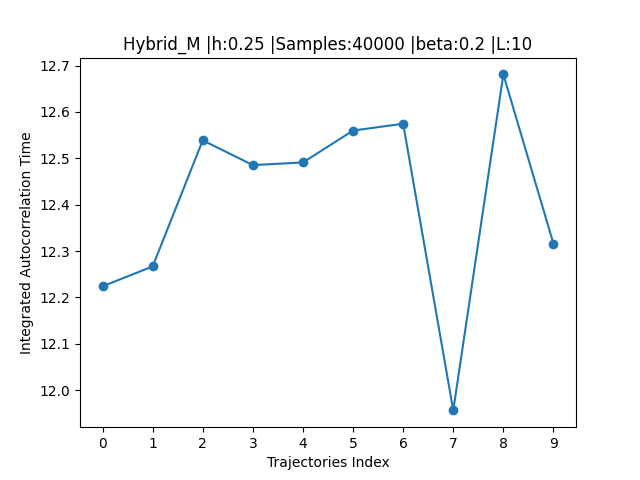 Hybrid_M |h:0.25 |Samples:40000 |beta:0.2 |L:10
Integrated Autocorrelation Time
12.7
12.6
12.5
12.4
12.3
12.2
12.1
12.0
0 1 2 3 4 5 6 7 8 9
Trajectories Index